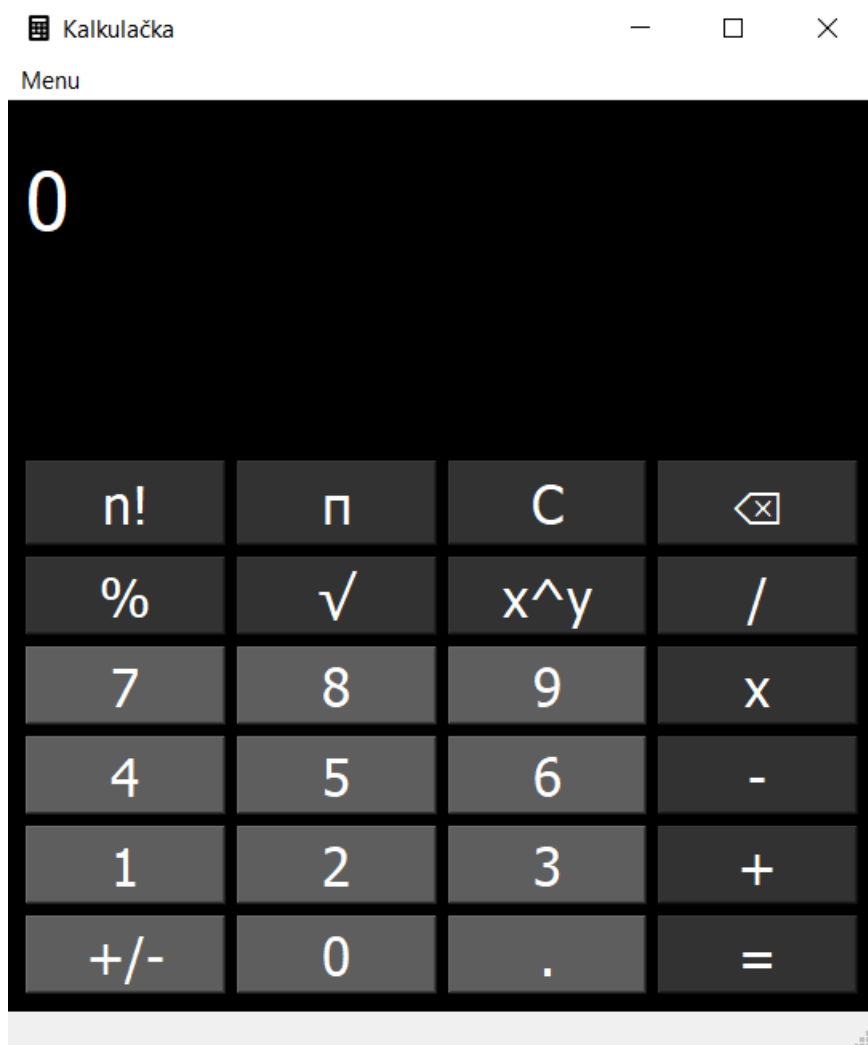 Kalkulačka
Menu
0
n! п C ⌫
% √ x^y /
7 8 9 x
4 5 6 -
1 2 3 +
+/- 0 . =